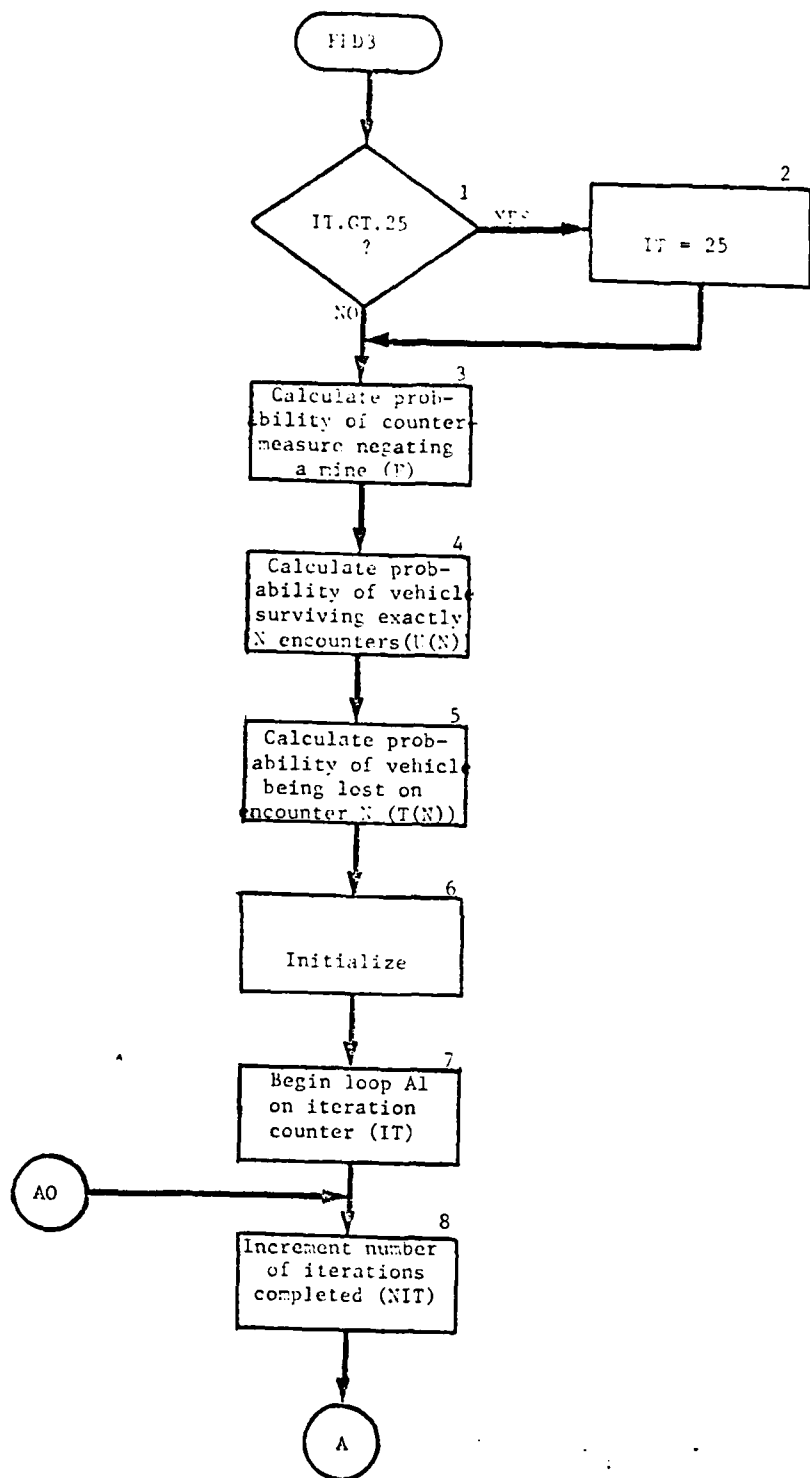 1
IT.GT.25
?
YES
2
IT = 25
NO
3
Calculate prob-
ability of counter-
measure negating
a mine
4
Calculate prob-
ability of vehicle
surviving exactly
N encounters(U(N)
5
Calculate prob-
ability of vehicle
being lost on
encounter N (T(N))
6
Initialize
7
Begin loop A1
on iteration
counter (IT)
A0
8
Increment number
of iterations
completed (NIT)
A